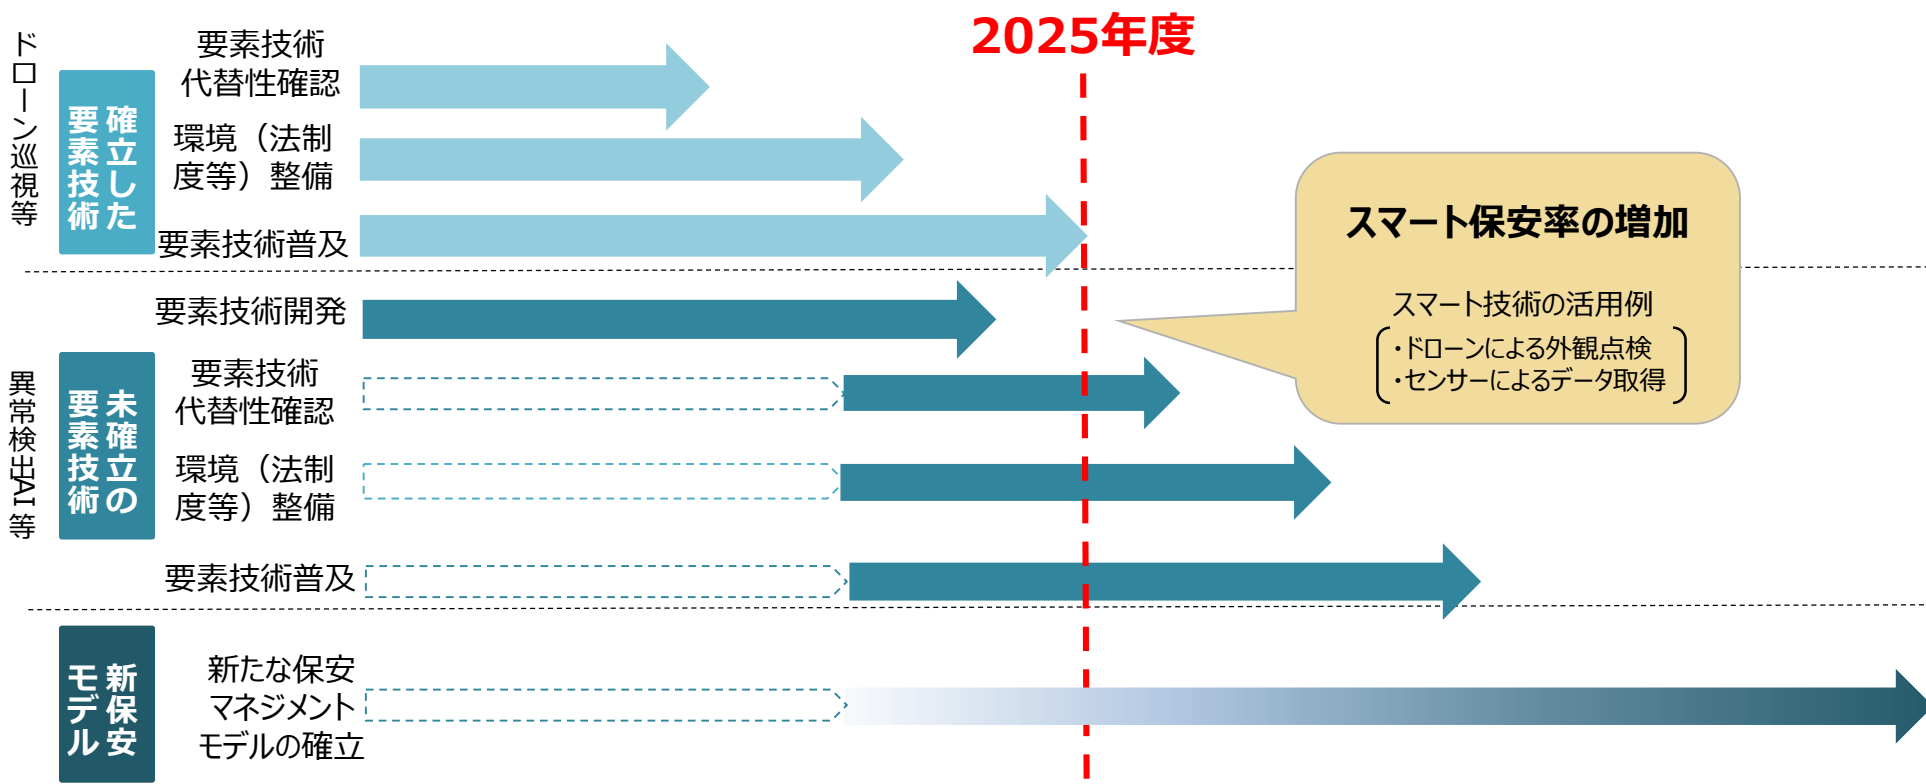 2025年度
ドローン巡視等
確立した
要素技術
要素技術
代替性確認
環境（法制
度等）整備
要素技術普及
スマート保安率の増加
スマート技術の活用例
・ドローンによる外観点検
・センサーによるデータ取得
異常検出AI等
未確立の
要素技術
要素技術開発
要素技術
代替性確認
環境（法制
度等）整備
要素技術普及
新保安
モデル
新たな保安
マネジメント
モデルの確立